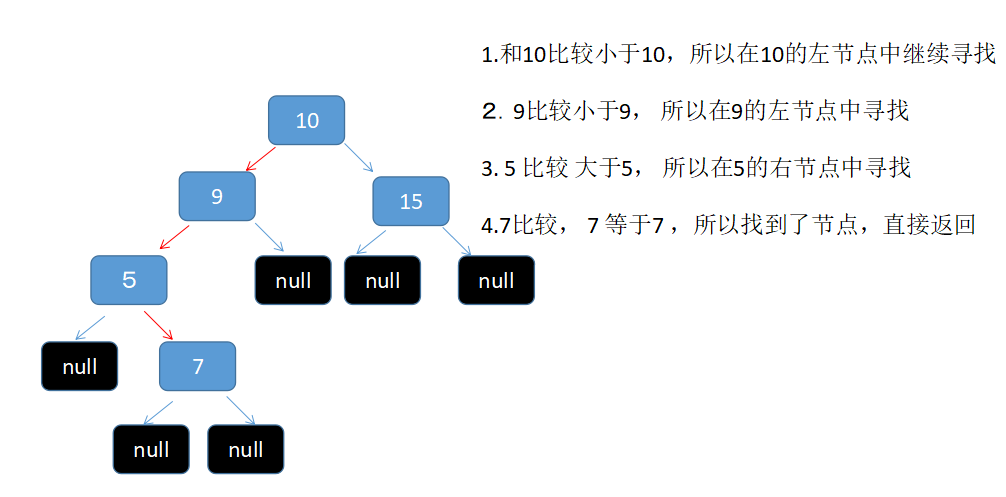 1.和10比较小于10，所以在10的左节点中继续寻找
10
2. 9比较小于9， 所以在9的左节点中寻找
3. 5 比较 大于5， 所以在5的右节点中寻找
9
15
4.7比较， 7 等于7 ，所以找到了节点，直接返回
5
null
null
null
null
7
null
null